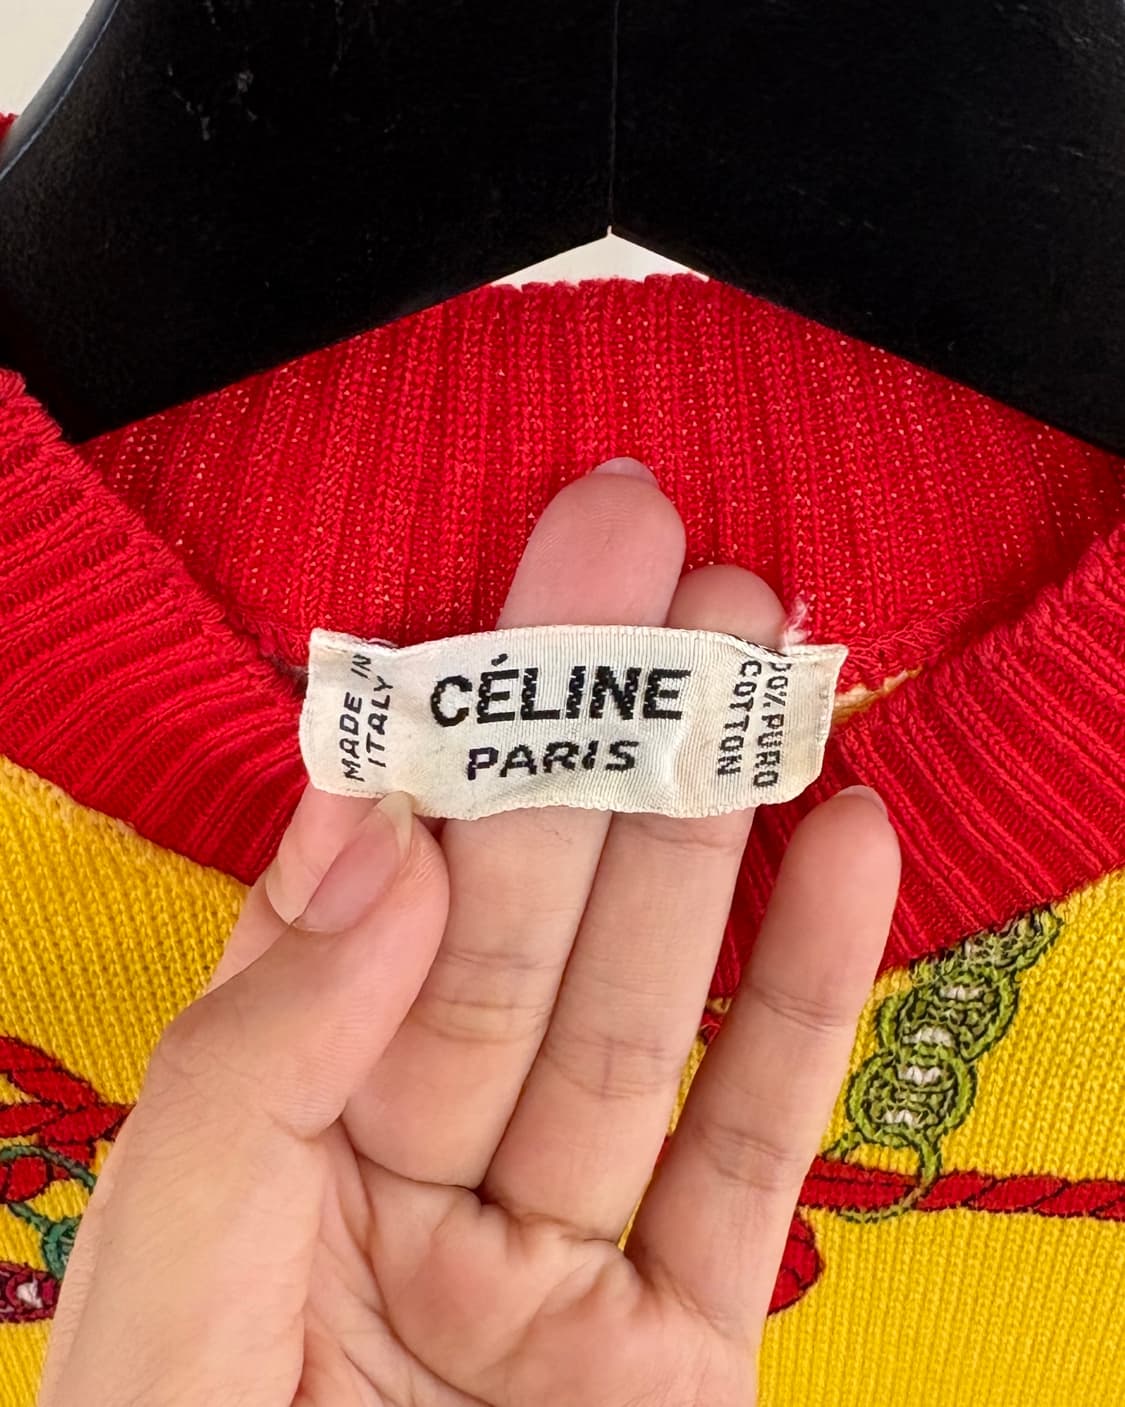 MADE IN
ITALY
CÉLINE
PARIS
00% PURO
COTTON